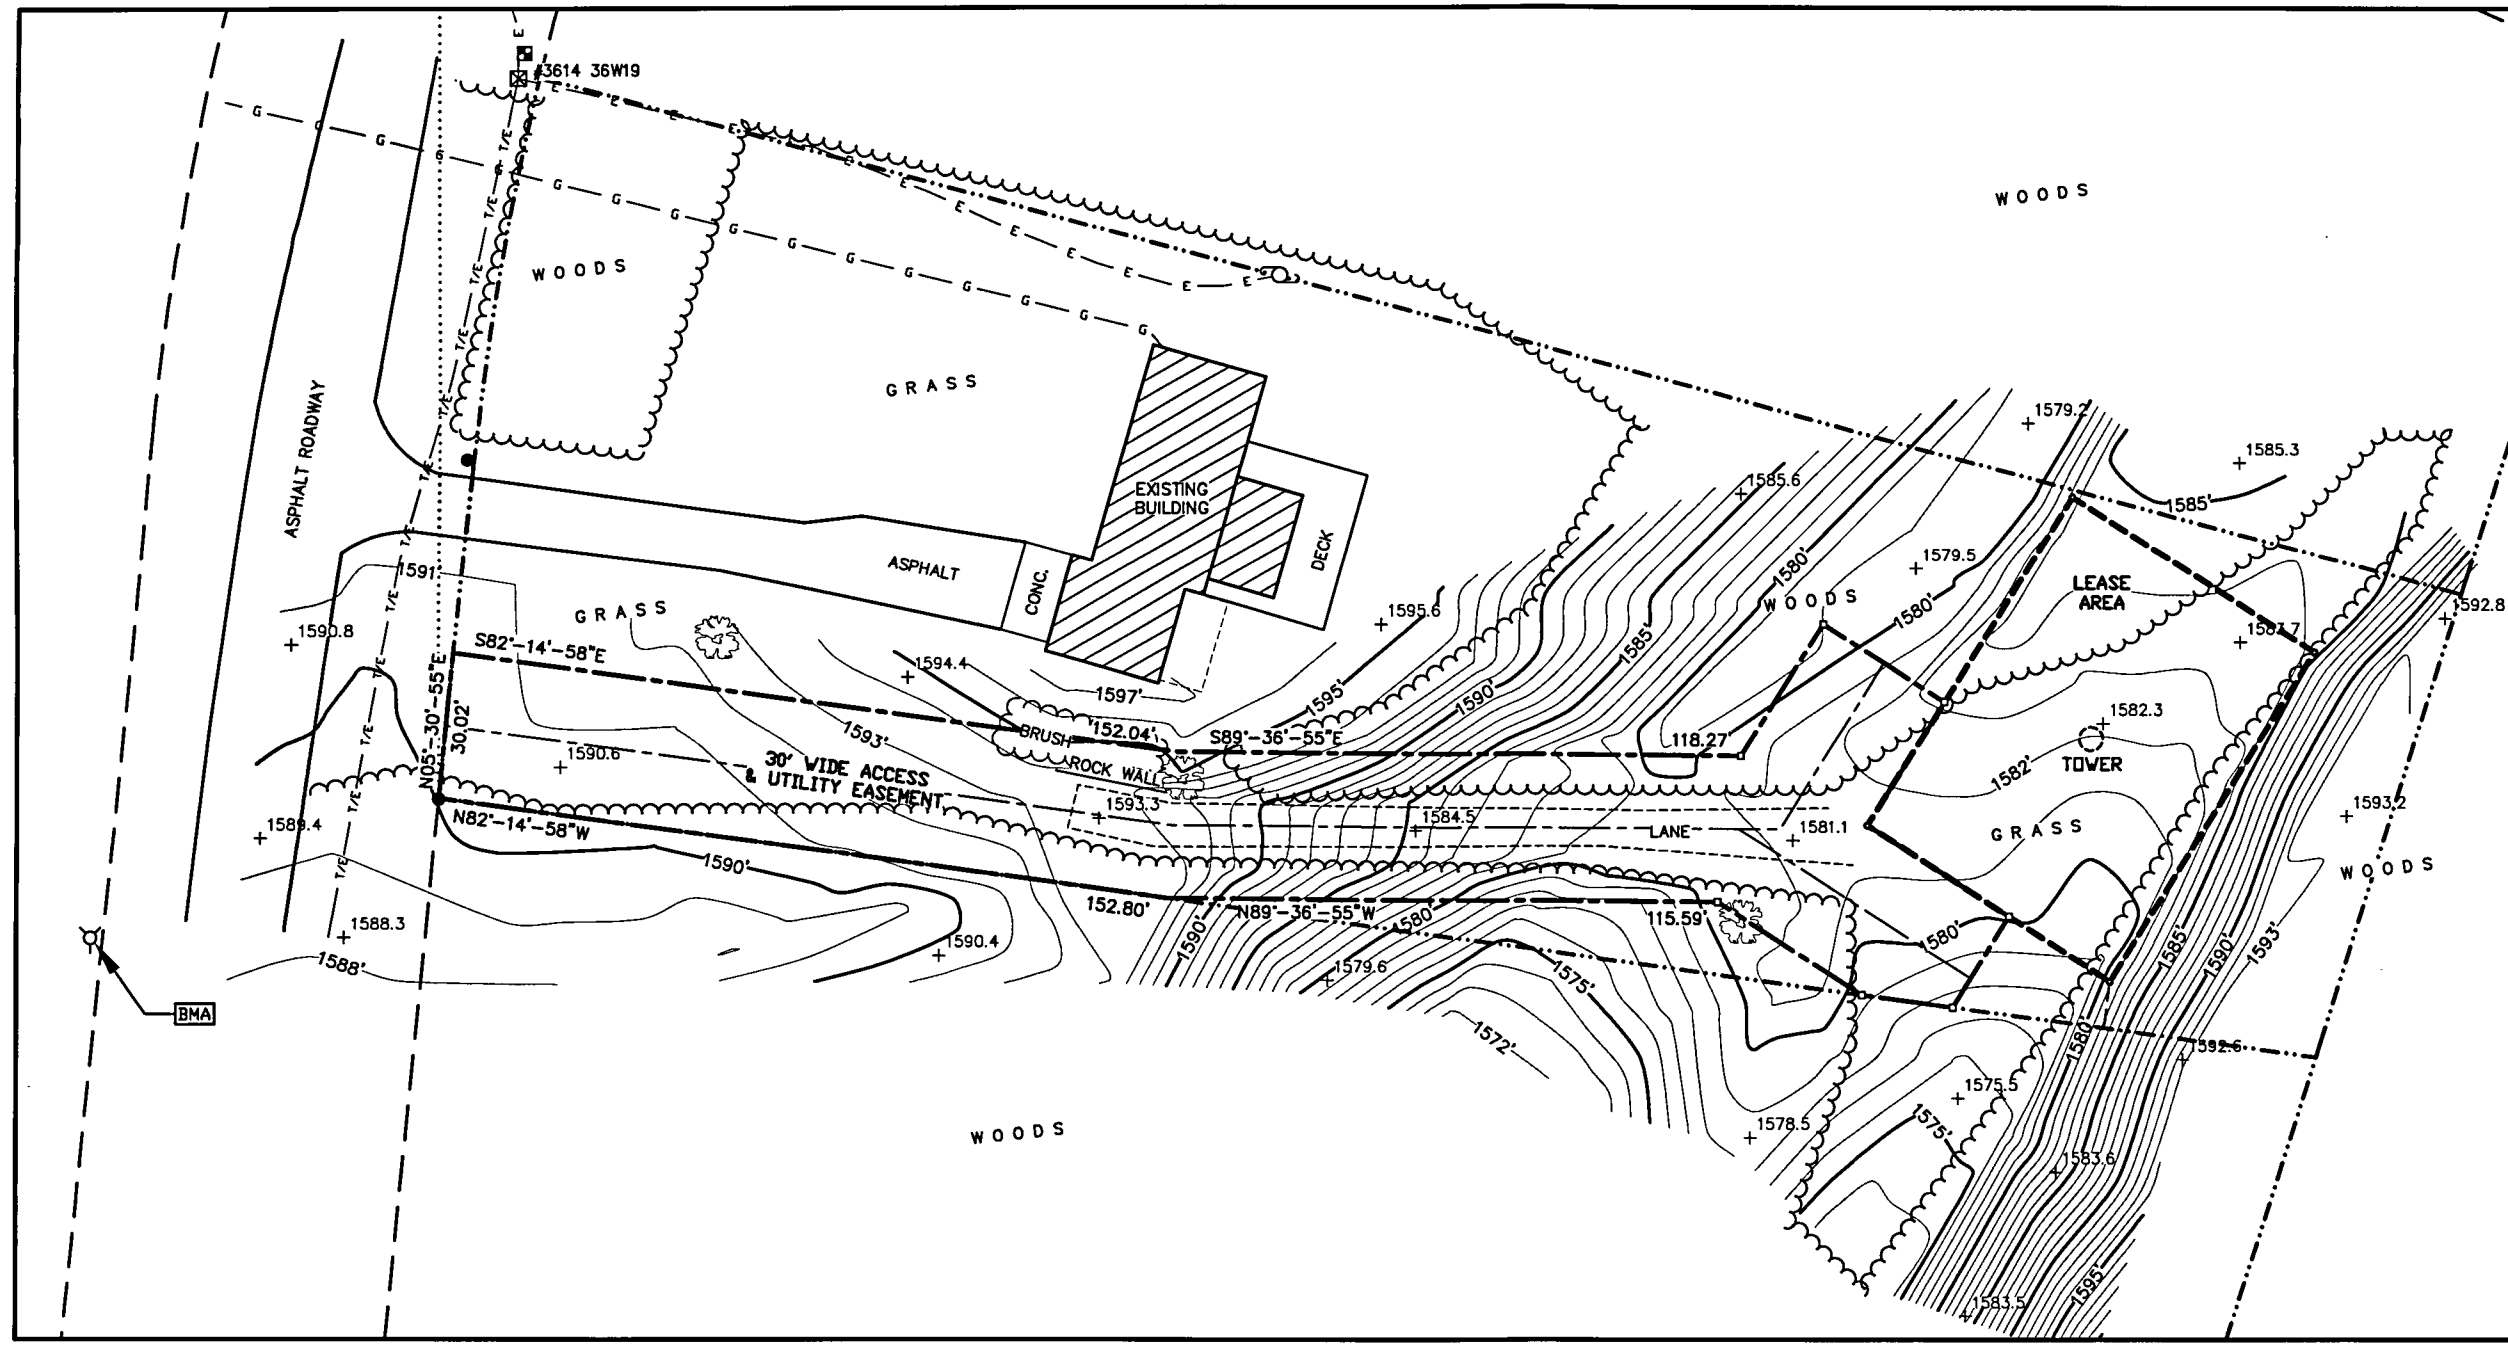 E
#3614 36W19
E E E E E E E E E E E E E
G G G G G G G G G G G G G G G G
T/E T/E T/E T/E T/E T/E T/E T/E T/E T/E T/E T/E T/E T/E
WOODS
WOODS
GRASS
ASPHALT ROADWAY
EXISTING
BUILDING
DECK
CONC.
ASPHALT
1579.2
1585.3
1585.6
1585'
1580'
1579.5
1580'
WOODS
LEASE
AREA
1592.8
1583.7
1591
1590.8
GRASS
1595.6
S82°-14'-58"E
1594.4
1597'
1595'
1585'
1590'
N05°-30'-55"E
30.02'
1593'
BRUSH
152.04'
S89°-36'-55"E
118.27'
1582.3
TOWER
1582'
1590.6
30' WIDE ACCESS
& UTILITY EASEMENT
ROCK WALL
1593.3
1584.5
LANE
1581.1
GRASS
1593.2
WOODS
1589.4
N82°-14'-58"W
1590'
152.80'
N89°-36'-55"W
115.59'
1588.3
1588'
1590.4
1590'
1580'
1579.6
1575'
1572'
1580'
1585'
1590'
1593'
1580'
1592.6
BMA
WOODS
1578.5
1575.5
1575'
1583.6
1583.5
1595'